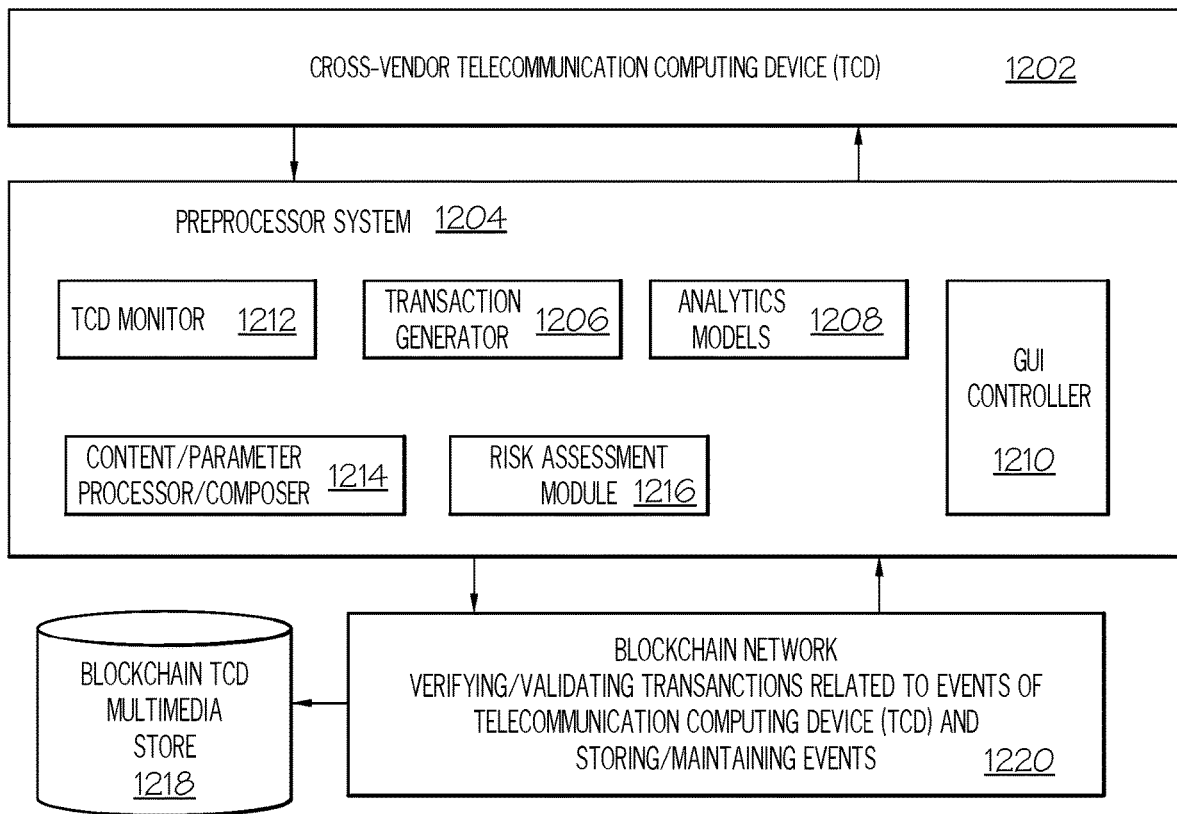 CROSS-VENDOR TELECOMMUNICATION COMPUTING DEVICE (TCD) 1202
PREPROCESSOR SYSTEM 1204
TCD MONITOR 1212
TRANSACTION
GENERATOR 1206
ANALYTICS
MODELS 1208
GUI
CONTROLLER
1210
CONTENT/PARAMETER
PROCESSOR/COMPOSER 1214
RISK ASSESSMENT
MODULE 1216
BLOCKCHAIN TCD
MULTIMEDIA
STORE
1218
BLOCKCHAIN NETWORK
VERIFYING/VALIDATING TRANSANCTIONS RELATED TO EVENTS OF
TELECOMMUNICATION COMPUTING DEVICE (TCD) AND
STORING/MAINTAINING EVENTS 1220